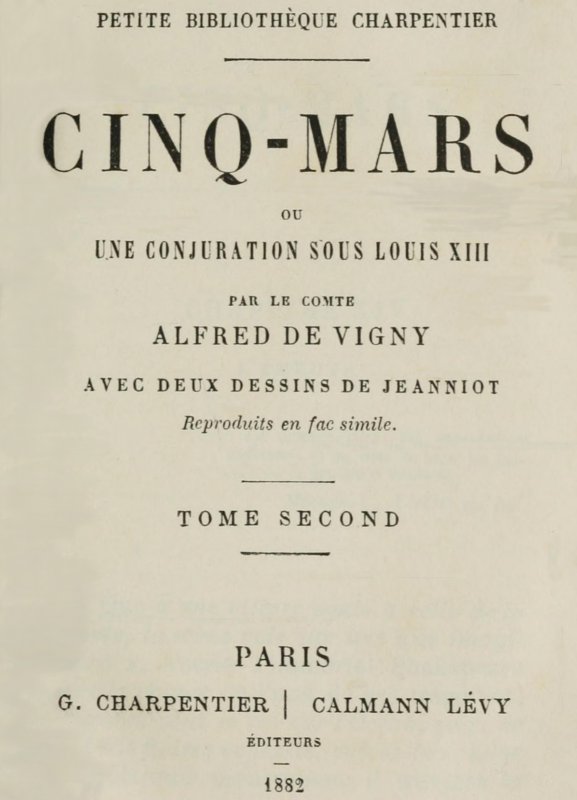 PETITE BIBLIOTHÈQUE CHARPENTIER
CINQ-MARS
OU
UNE CONJURATION SOUS LOUIS XIII
PAR LE COMTE
ALFRED DE VIGNY
AVEC DEUX DESSINS DE JEANNIOT
Reproduits en fac simile.
TOME SECOND
PARIS
G. CHARPENTIER | CALMANN LÉVY
ÉDITEURS
1882